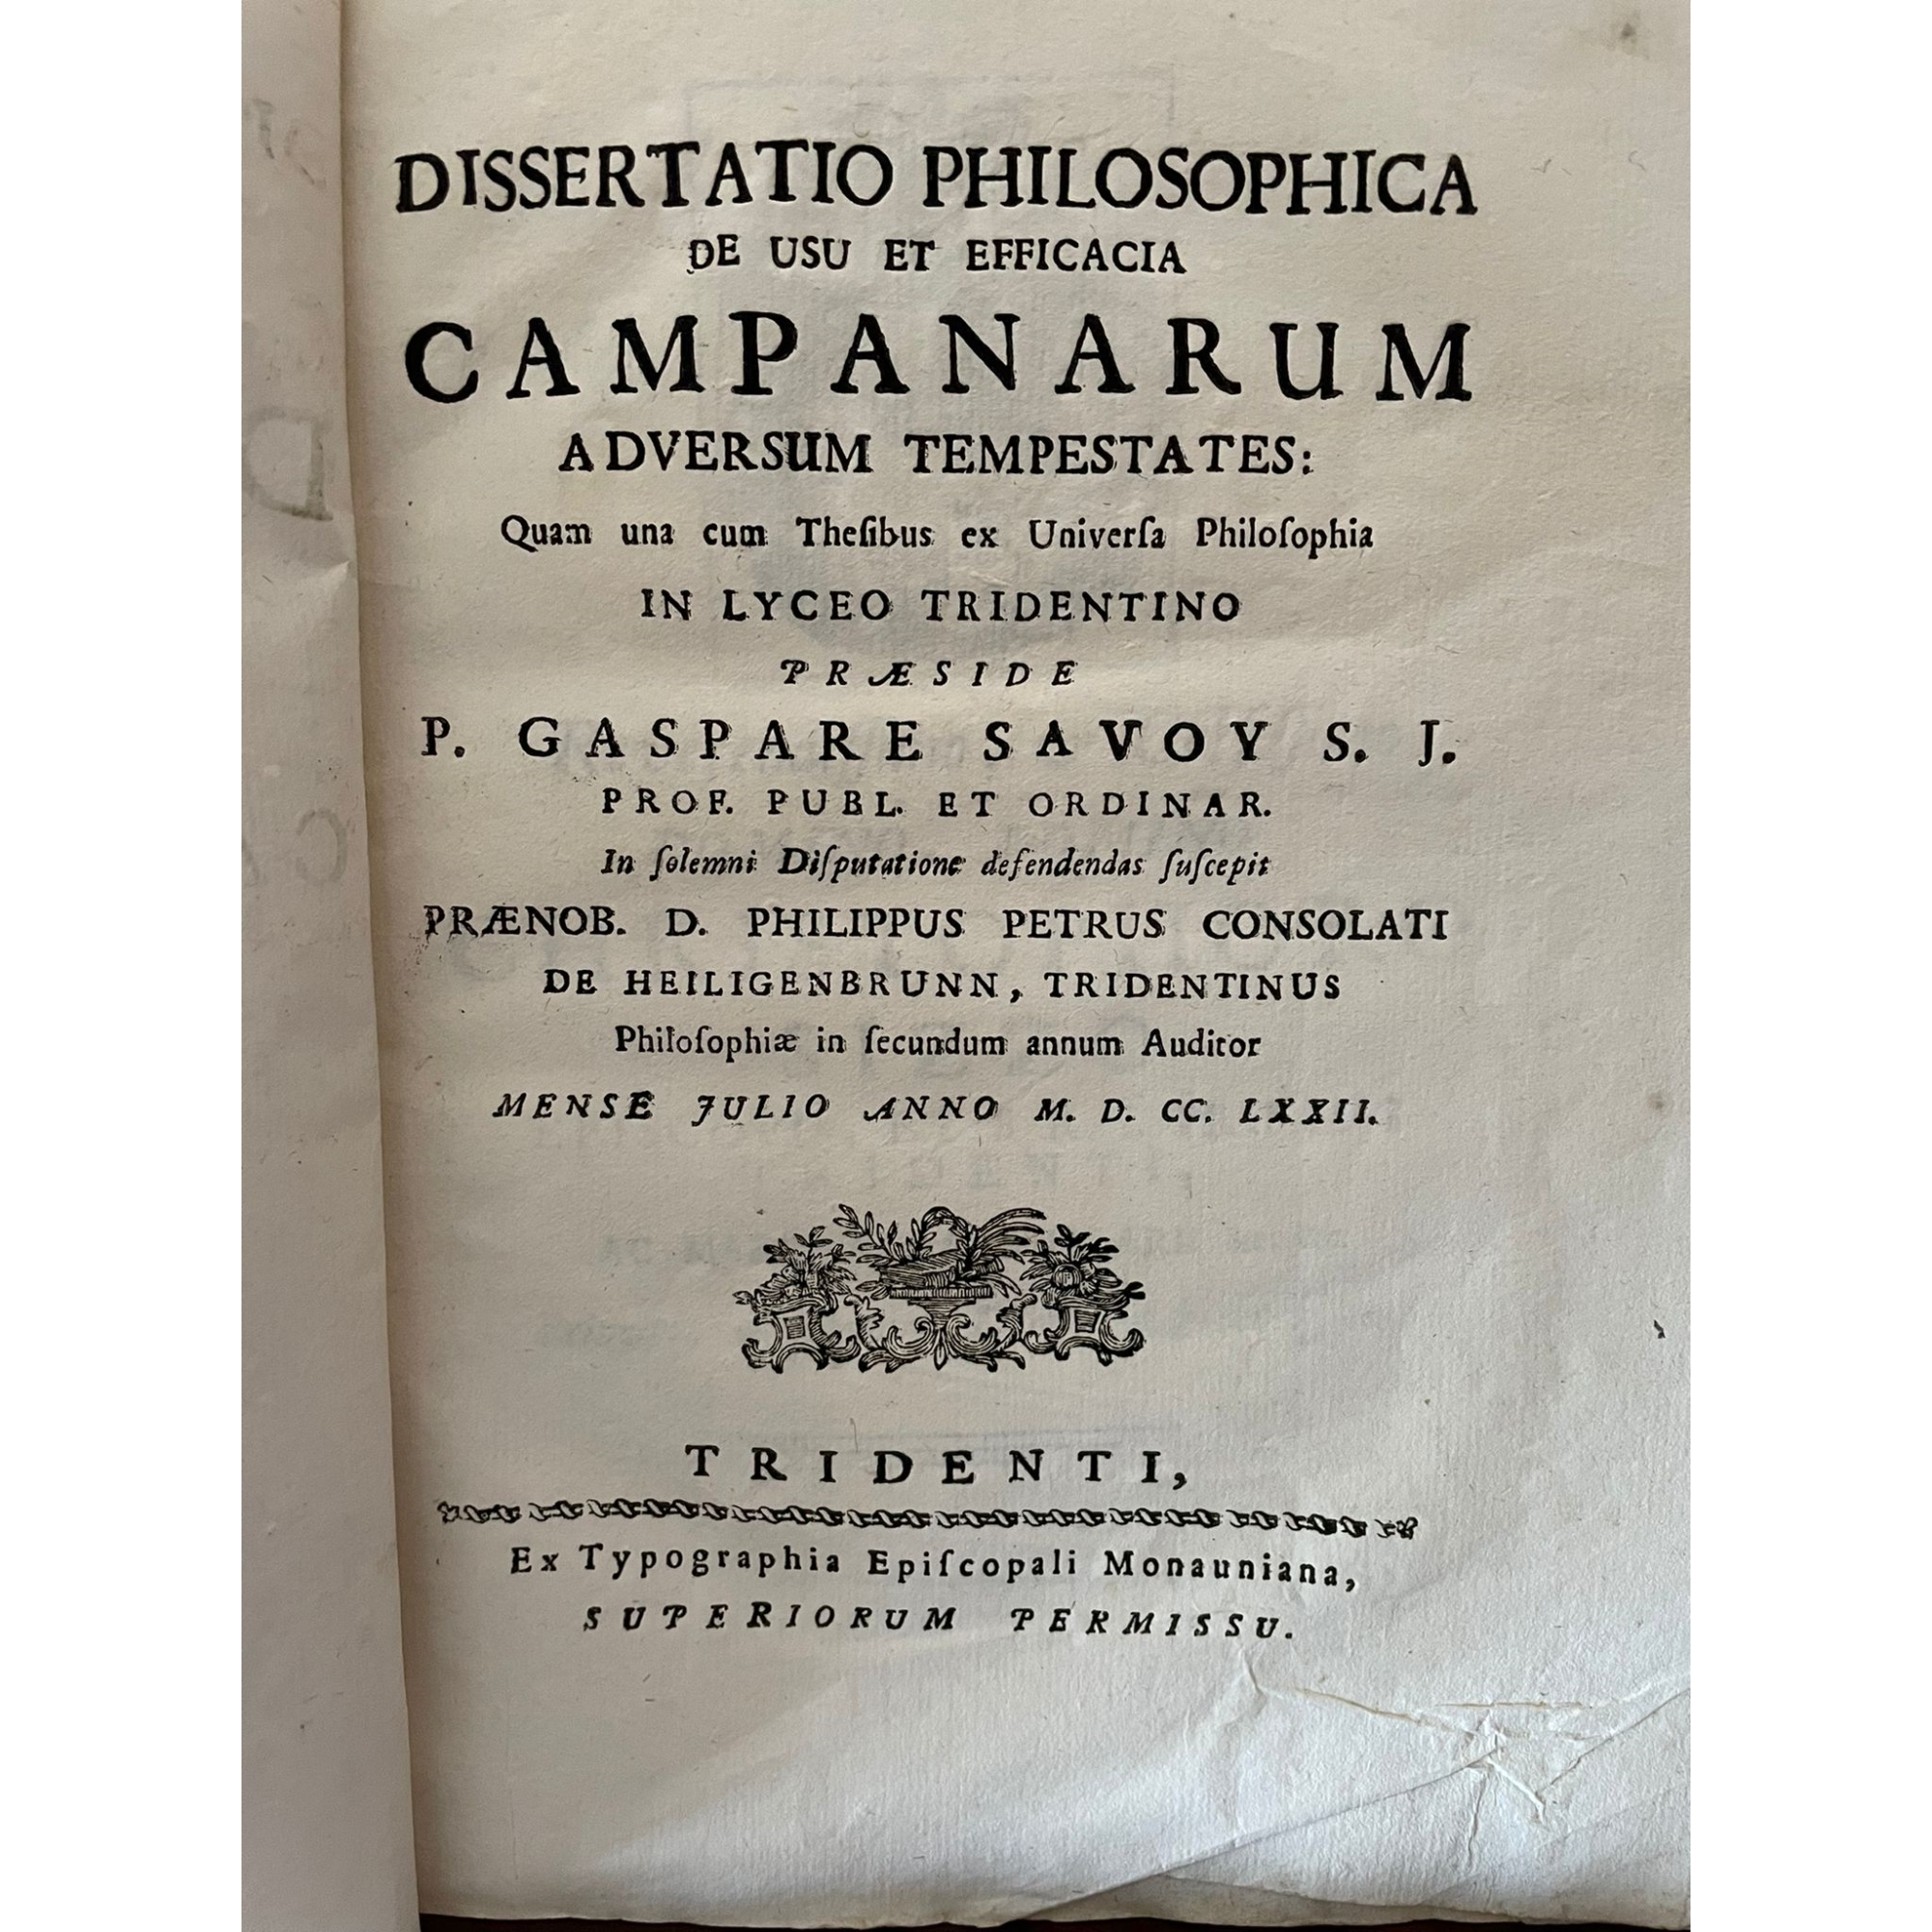 DISSERTATIO PHILOSOPHICA
DE USU ET EFFICACIA
CAMPANARUM
ADVERSUM TEMPESTATES:
Quam una cum Theſibus ex Univerſa Philoſophia
IN LYCEO TRIDENTINO
PRÆSIDE
P. GASPARE SAVOY S. J.
PROF. PUBL. ET ORDINAR.
In ſolemni Diſputatione defendendas ſuſcepit
PRÆNOB. D. PHILIPPUS PETRUS CONSOLATI
DE HEILIGENBRUNN, TRIDENTINUS
Philoſophiæ in ſecundum annum Auditor
MENSE JULIO ANNO M. D. CC. LXXII.
TRIDENTI,
Ex Typographia Epiſcopali Monauniana,
SUPERIORUM PERMISSU.